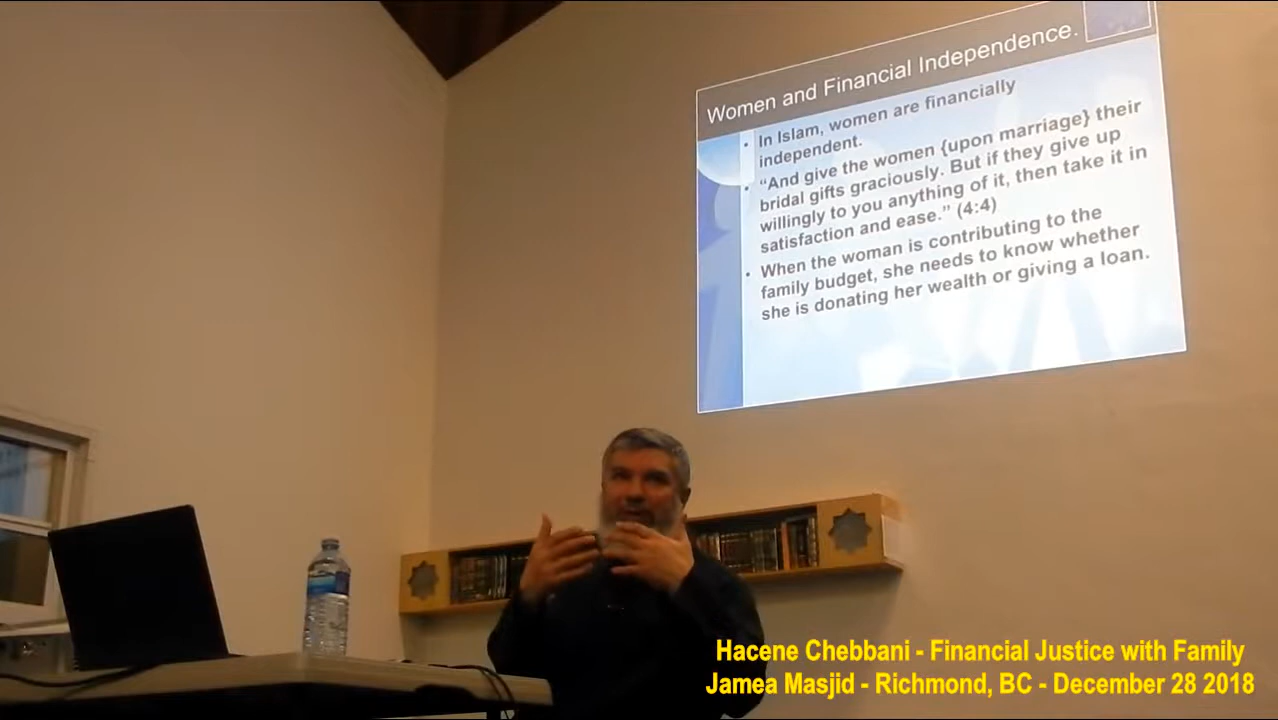 Women and Financial Independence.
• In Islam, women are financially
independent.
• "And give the women {upon marriage} their
bridal gifts graciously. But if they give up
willingly to you anything of it, then take it in
satisfaction and ease." (4:4)
• When the woman is contributing to the
family budget, she needs to know whether
she is donating her wealth or giving a loan.
Hacene Chebbani - Financial Justice with Family
Jamea Masjid - Richmond, BC - December 28 2018